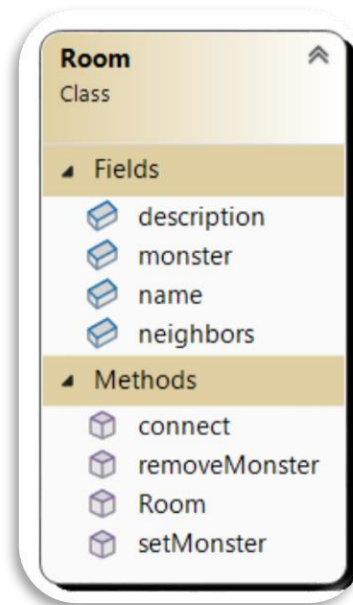 Room
Class
Fields
description
monster
name
neighbors
Methods
connect
removeMonster
Room
setMonster